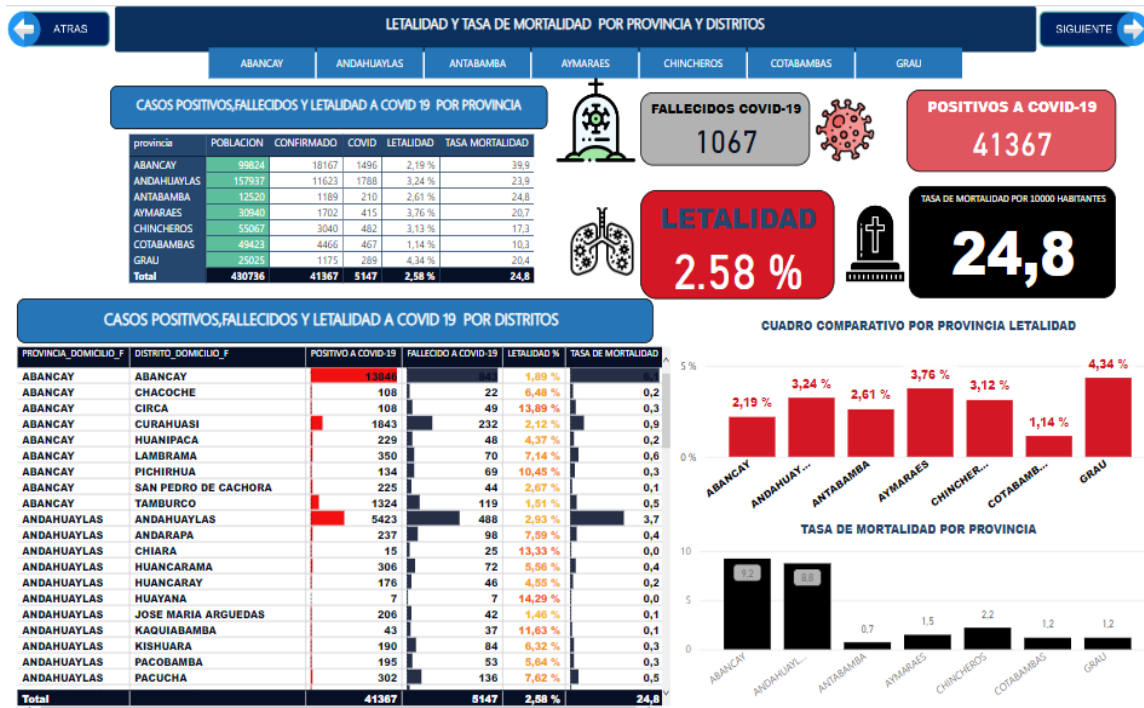 ATRAS
LETALIDAD Y TASA DE MORTALIDAD POR PROVINCIA Y DISTRITOS
SIGUIENTE
ABANCAY ANDAHUAYLAS ANTABAMBA AYMARAES CHINCHEROS COTABAMBAS GRAU
CASOS POSITIVOS,FALLECIDOS Y LETALIDAD A COVID 19 POR PROVINCIA
provincia POBLACION CONFIRMADO COVID LETALIDAD TASA MORTALIDAD
ABANCAY 99824 18167 1496 2,19 % 39,9
ANDAHUAYLAS 157937 11623 1788 3,24 % 23,9
ANTABAMBA 12520 1189 210 2,61 % 24,8
AYMARAES 30940 1702 415 3,76 % 20,7
CHINCHEROS 55067 3040 482 3,13 % 17,3
COTABAMBAS 49423 4466 467 1,14 % 10,3
GRAU 25025 1175 289 4,34 % 20,4
Total 430736 41367 5147 2,58 % 24,8
FALLECIDOS COVID-19
1067
POSITIVOS A COVID-19
41367
LETALIDAD
2.58 %
TASA DE MORTALIDAD POR 10000 HABITANTES
24,8
CASOS POSITIVOS,FALLECIDOS Y LETALIDAD A COVID 19 POR DISTRITOS
PROVINCIA_DOMICILIO_F DISTRITO_DOMICILIO_F POSITIVO A COVID-19 FALLECIDO A COVID-19 LETALIDAD % TASA DE MORTALIDAD
ABANCAY ABANCAY 13846 843 1,89 % 6,1
ABANCAY CHACOCHE 108 22 6,48 % 0,2
ABANCAY CIRCA 108 49 13,89 % 0,3
ABANCAY CURAHUASI 1843 232 2,12 % 0,9
ABANCAY HUANIPACA 229 48 4,37 % 0,2
ABANCAY LAMBRAMA 350 70 7,14 % 0,6
ABANCAY PICHIRHUA 134 69 10,45 % 0,3
ABANCAY SAN PEDRO DE CACHORA 225 44 2,67 % 0,1
ABANCAY TAMBURCO 1324 119 1,51 % 0,5
ANDAHUAYLAS ANDAHUAYLAS 5423 488 2,93 % 3,7
ANDAHUAYLAS ANDARAPA 237 98 7,59 % 0,4
ANDAHUAYLAS CHIARA 15 25 13,33 % 0,0
ANDAHUAYLAS HUANCARAMA 306 72 5,56 % 0,4
ANDAHUAYLAS HUANCARAY 176 46 4,55 % 0,2
ANDAHUAYLAS HUAYANA 7 7 14,29 % 0,0
ANDAHUAYLAS JOSE MARIA ARGUEDAS 206 42 1,46 % 0,1
ANDAHUAYLAS KAQUIABAMBA 43 37 11,63 % 0,1
ANDAHUAYLAS KISHUARA 190 84 6,32 % 0,3
ANDAHUAYLAS PACOBAMBA 195 53 5,64 % 0,3
ANDAHUAYLAS PACUCHA 302 136 7,62 % 0,5
Total 41367 5147 2,58 % 24,8
CUADRO COMPARATIVO POR PROVINCIA LETALIDAD
5 %
0 %
2,19 % 3,24 % 2,61 % 3,76 % 3,12 % 1,14 % 4,34 %
ABANCAY ANDAHUAY... ANTABAMBA AYMARAES CHINCHER... COTABAMB... GRAU
TASA DE MORTALIDAD POR PROVINCIA
10
5
0
9,2 8,8 0,7 1,5 2,2 1,2 1,2
ABANCAY ANDAHUAYL... ANTABAMBA AYMARAES CHINCHEROS COTABAMBAS GRAU